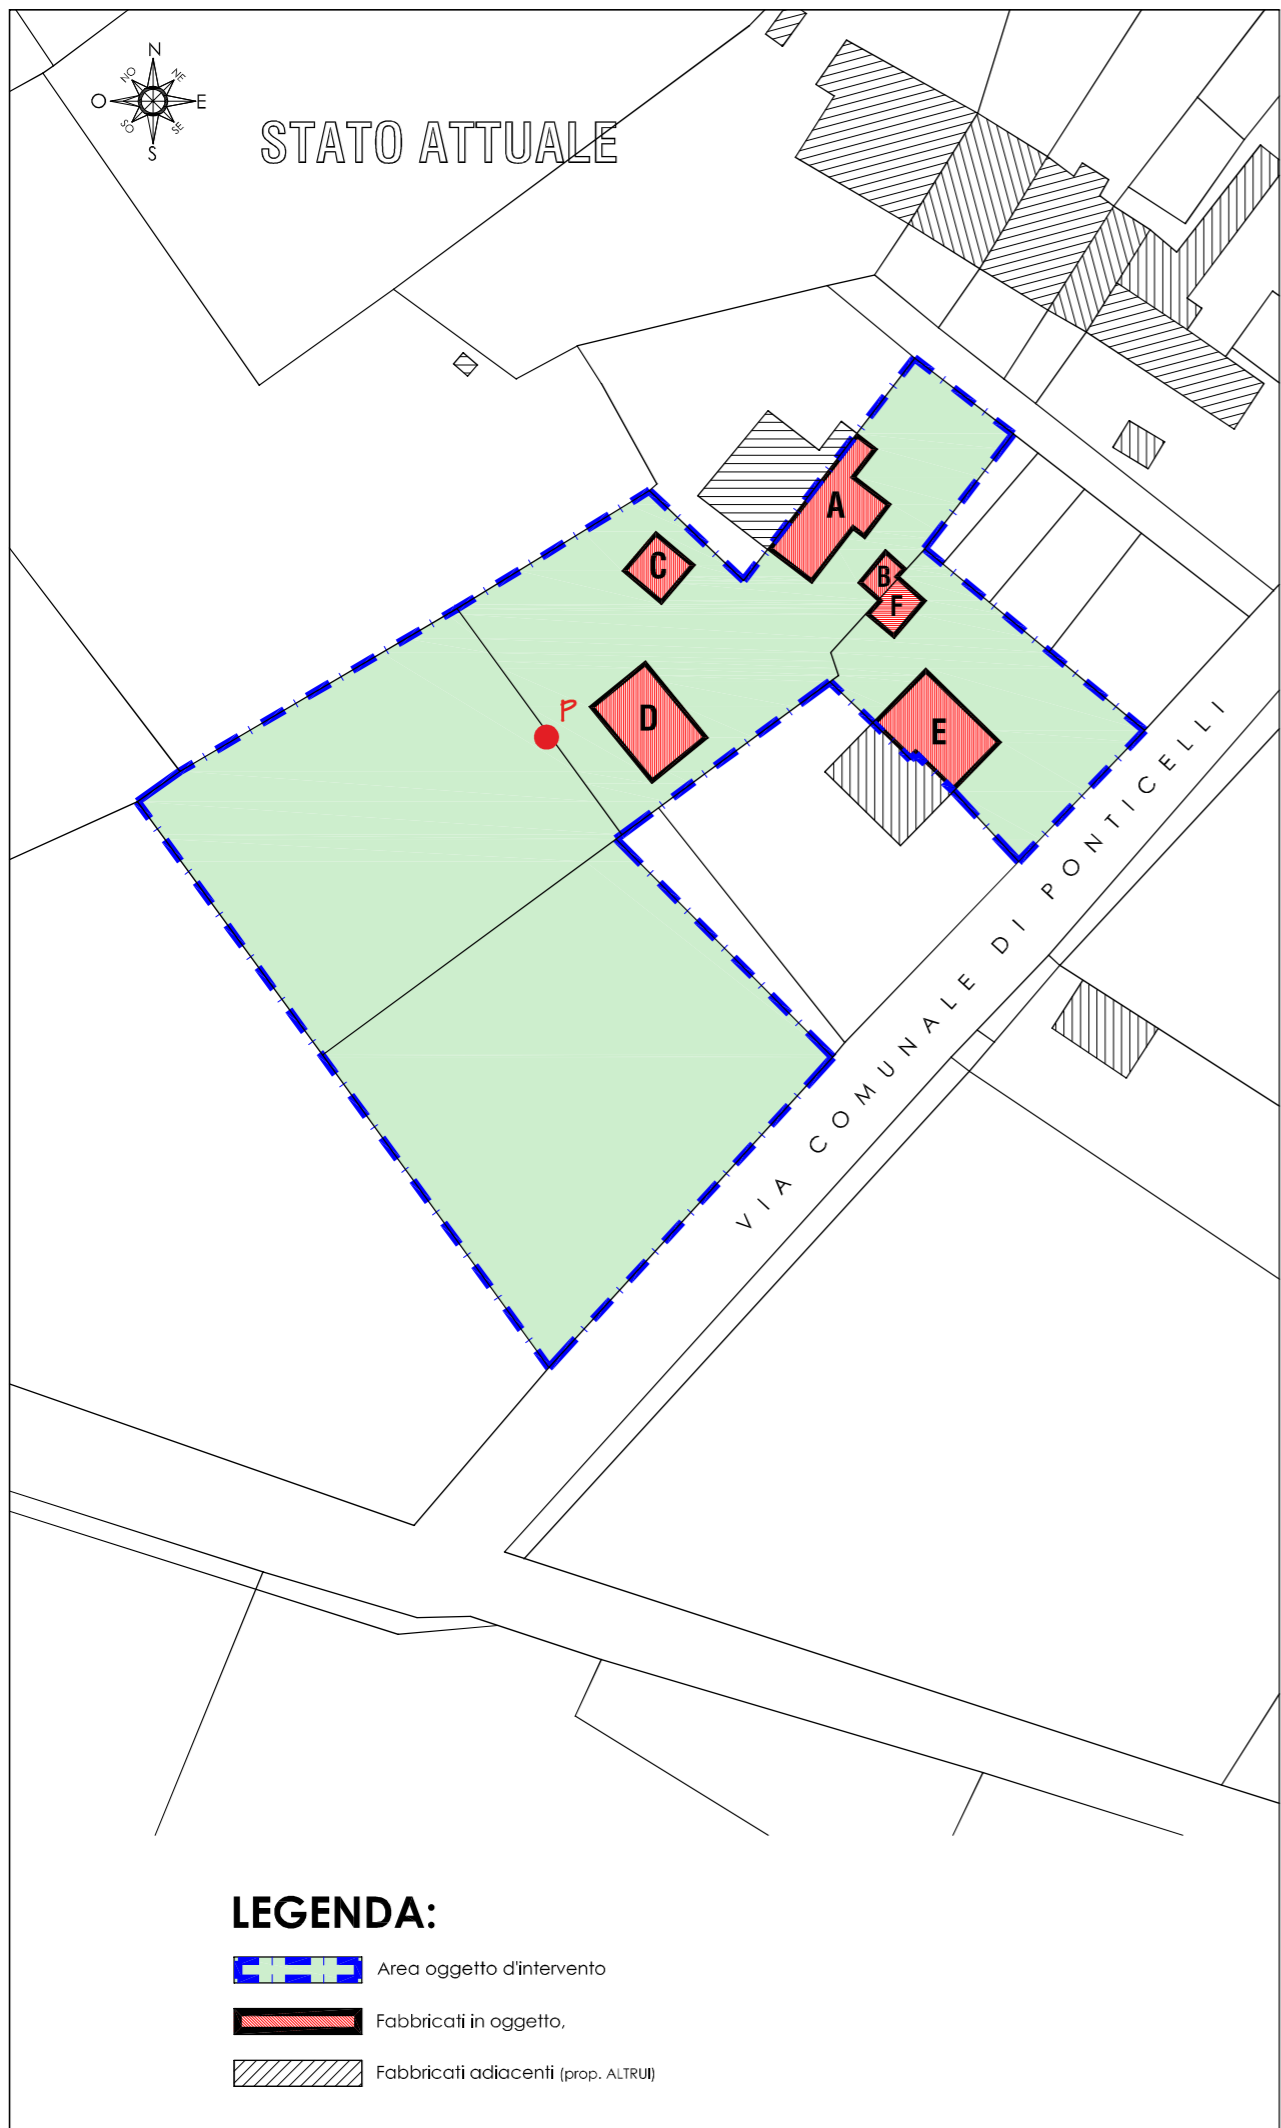 N
NO NE
O E
SO SE
S
STATO ATTUALE
A
C
B
F
P
D
E
VIA COMUNALE DI PONTICELLI
LEGENDA:
Area oggetto d'intervento
Fabbricati in oggetto,
Fabbricati adiacenti (prop. ALTRUI)